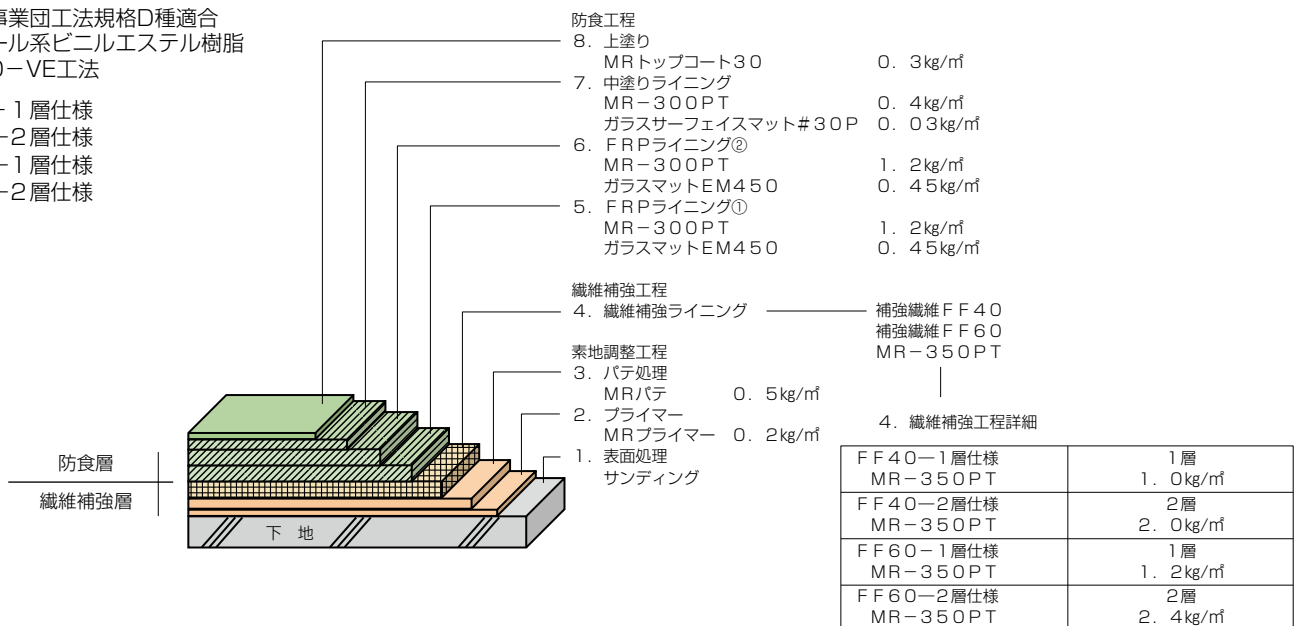 事業団工法規格D種適合
ール系ビニルエステル樹脂
－VE工法
１層仕様
２層仕様
１層仕様
２層仕様
防食工程
８．上塗り
ＭＲトップコート３０ ０．３㎏/㎡
７．中塗りライニング
ＭＲ－３００ＰＴ ０．４㎏/㎡
ガラスサーフェイスマット＃３０Ｐ ０．０３㎏/㎡
６．ＦＲＰライニング②
ＭＲ－３００ＰＴ １．２㎏/㎡
ガラスマットＥＭ４５０ ０．４５㎏/㎡
５．ＦＲＰライニング①
ＭＲ－３００ＰＴ １．２㎏/㎡
ガラスマットＥＭ４５０ ０．４５㎏/㎡
繊維補強工程
４．繊維補強ライニング
補強繊維ＦＦ４０
補強繊維ＦＦ６０
ＭＲ－３５０ＰＴ
素地調整工程
３．パテ処理
ＭＲパテ ０．５㎏/㎡
２．プライマー
ＭＲプライマー ０．２㎏/㎡
１．表面処理
サンディング
防食層
繊維補強層
下 地
４．繊維補強工程詳細
ＦＦ４０―１層仕様 １層
ＭＲ－３５０ＰＴ １．０㎏/㎡
ＦＦ４０―２層仕様 ２層
ＭＲ－３５０ＰＴ ２．０㎏/㎡
ＦＦ６０－１層仕様 １層
ＭＲ－３５０ＰＴ １．２㎏/㎡
ＦＦ６０―２層仕様 ２層
ＭＲ－３５０ＰＴ ２．４㎏/㎡